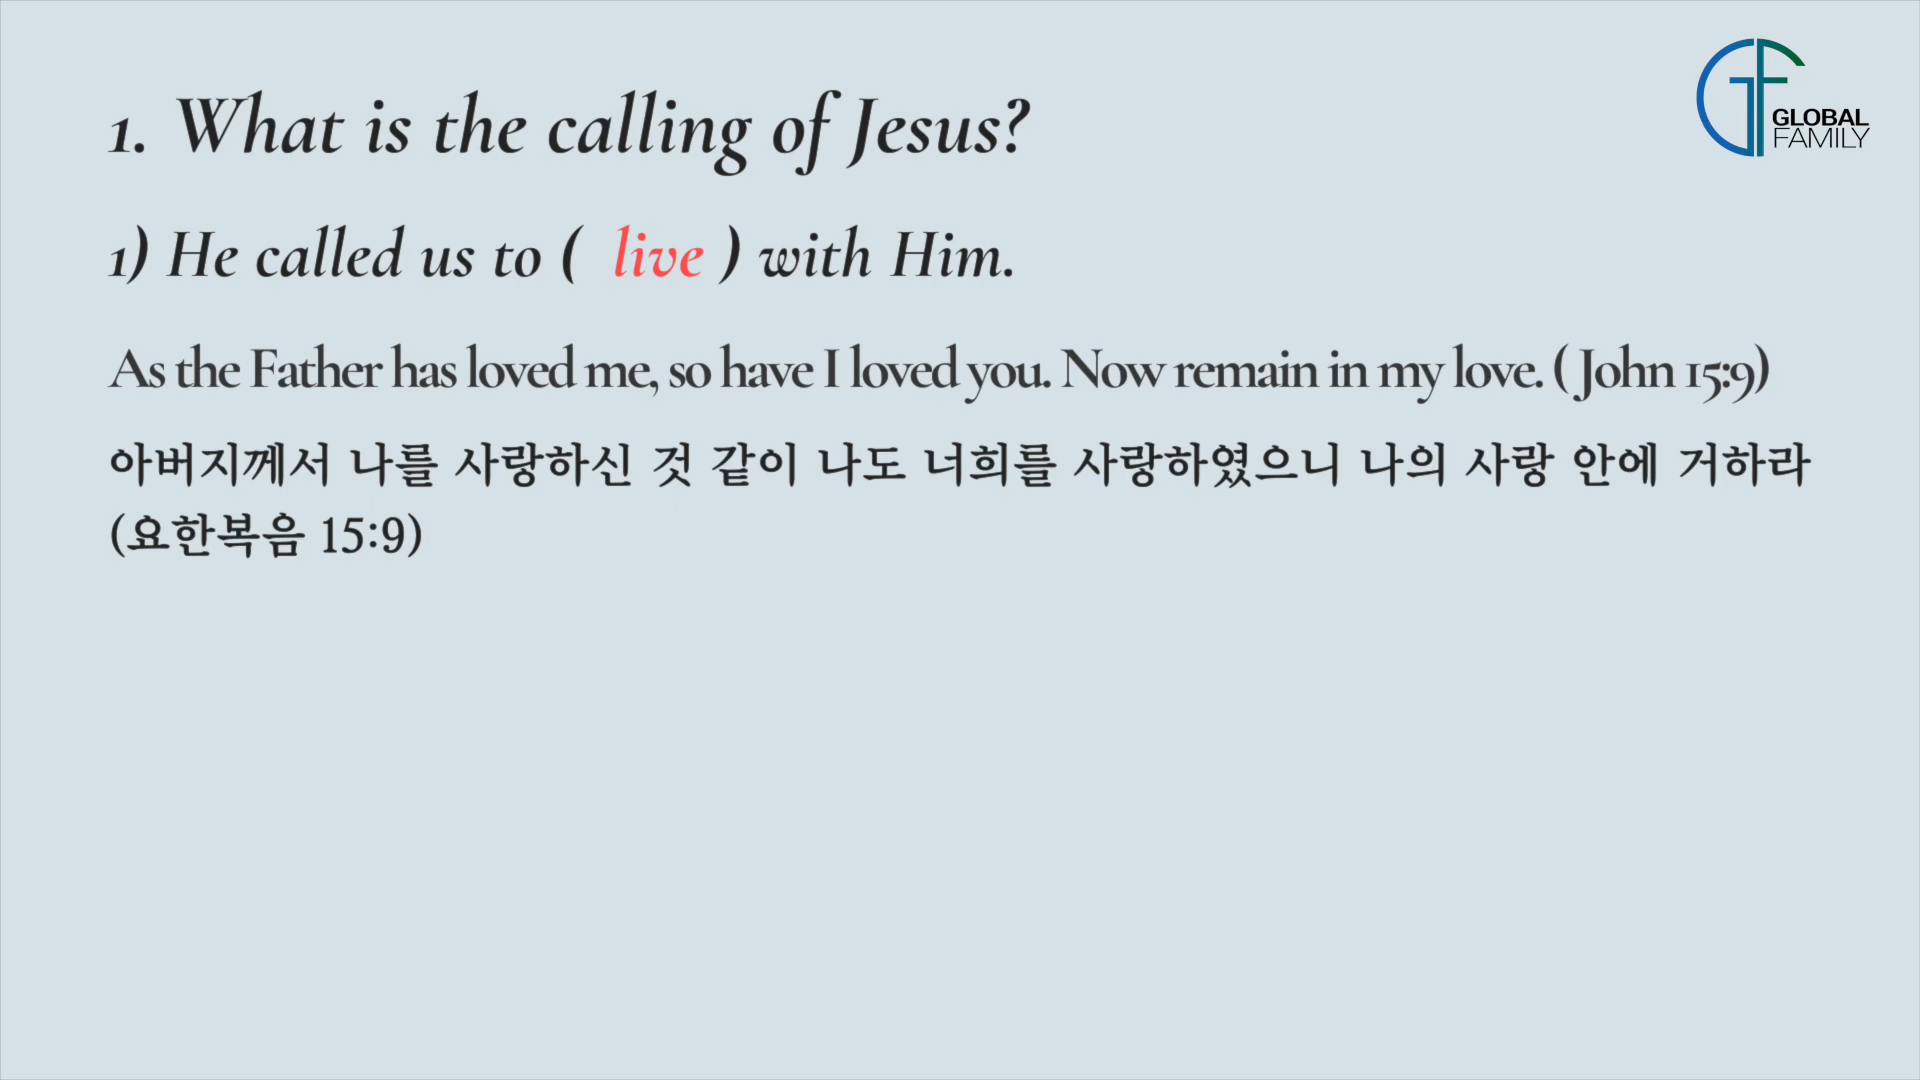 GLOBAL
FAMILY
1. What is the calling of Jesus?
1) He called us to ( live ) with Him.
As the Father has loved me, so have I loved you. Now remain in my love. ( John 15:9)
아버지께서 나를 사랑하신 것 같이 나도 너희를 사랑하였으니 나의 사랑 안에 거하라
(요한복음 15:9)